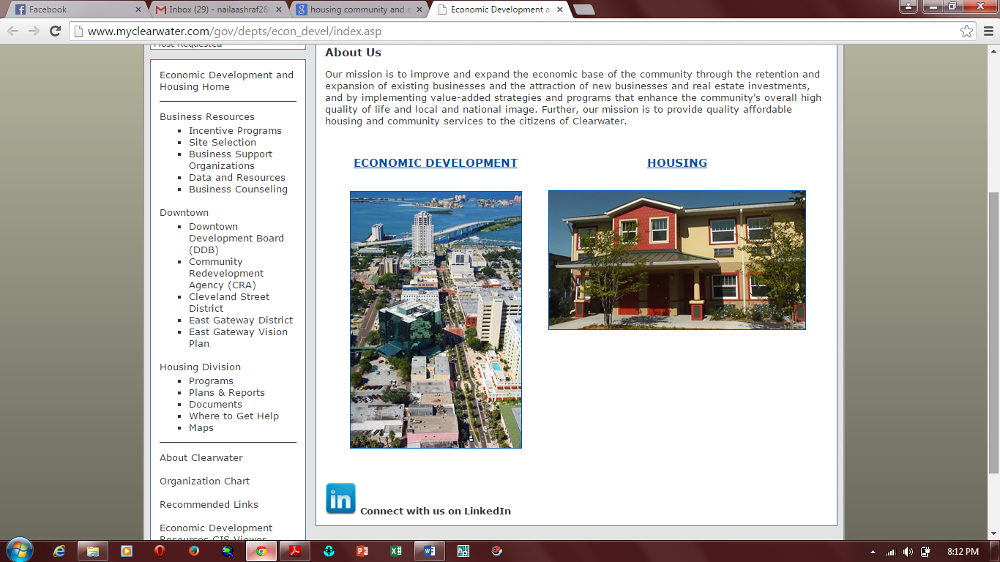 Facebook
Inbox (29) - nailaashraf28
housing community and e
Economic Development a
www.myclearwater.com/gov/depts/econ_devel/index.asp
Most Requested
Economic Development and
Housing Home
Business Resources
Incentive Programs
Site Selection
Business Support
Organizations
Data and Resources
Business Counseling
Downtown
Downtown
Development Board
(DDB)
Community
Redevelopment
Agency (CRA)
Cleveland Street
District
East Gateway District
East Gateway Vision
Plan
Housing Division
Programs
Plans & Reports
Documents
Where to Get Help
Maps
About Clearwater
Organization Chart
Recommended Links
Economic Development
Resources GIS Viewer
About Us
Our mission is to improve and expand the economic base of the community through the retention and
expansion of existing businesses and the attraction of new businesses and real estate investments,
and by implementing value-added strategies and programs that enhance the community's overall high
quality of life and local and national image. Further, our mission is to provide quality affordable
housing and community services to the citizens of Clearwater.
ECONOMIC DEVELOPMENT
HOUSING
in
Connect with us on LinkedIn
8:12 PM